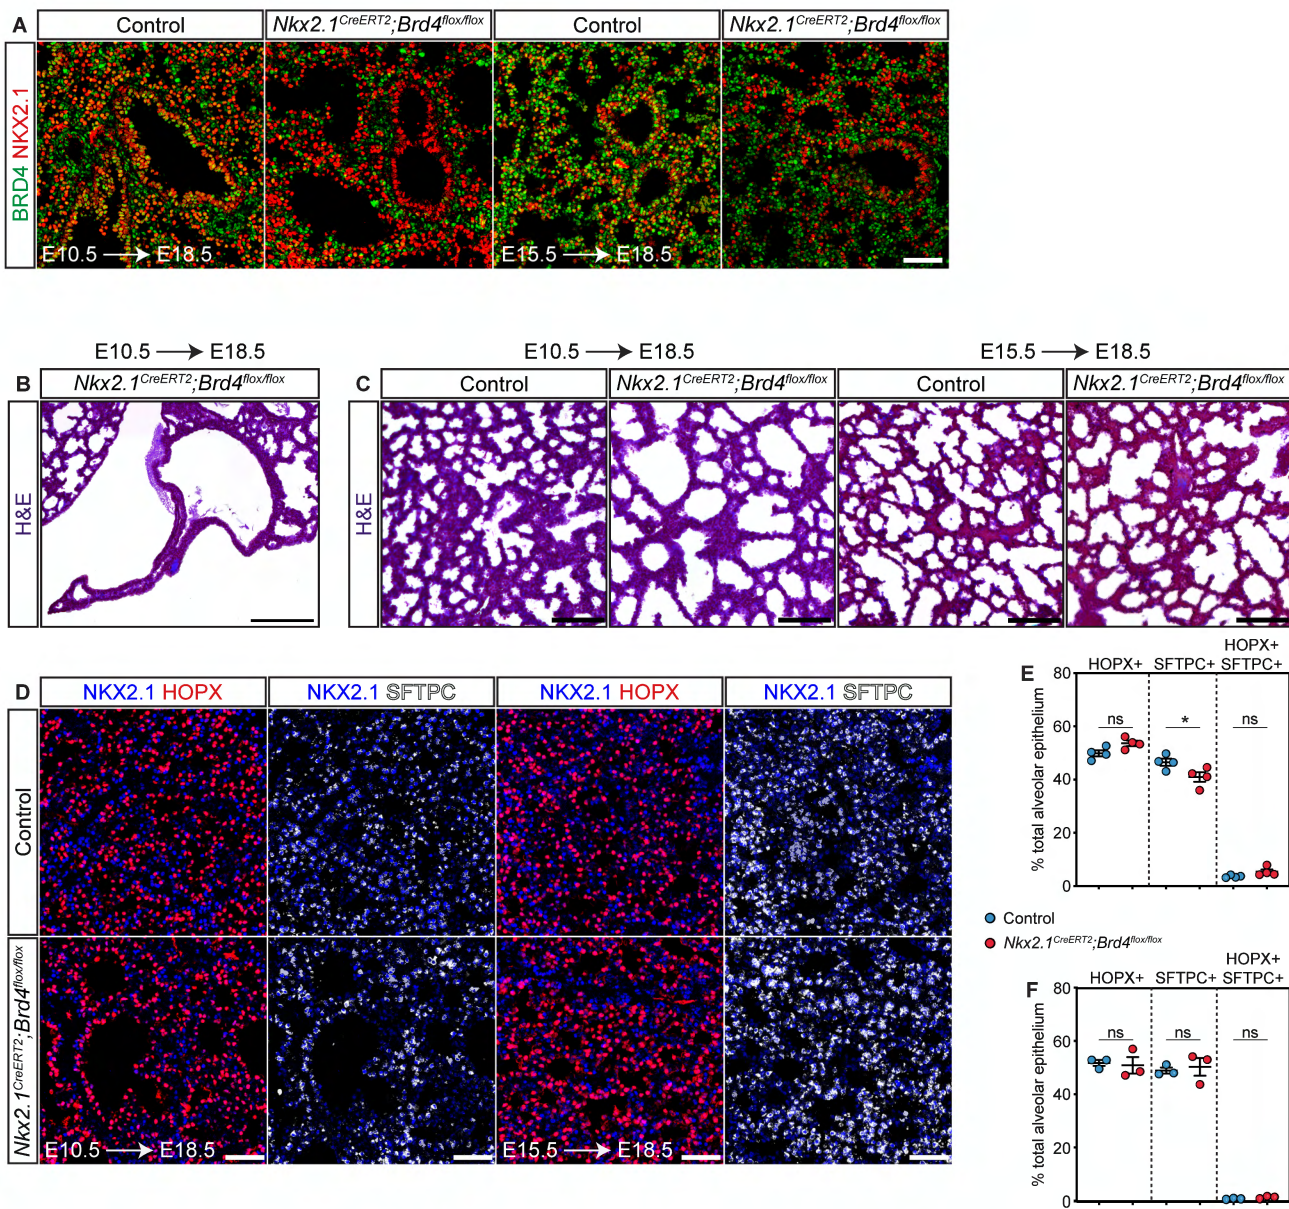 A
Control
Nkx2.1CreERT2;Brd4flox/flox
Control
Nkx2.1CreERT2;Brd4flox/flox
BRD4 NKX2.1
E10.5 → E18.5
E15.5 → E18.5
E10.5 → E18.5
B
Nkx2.1CreERT2;Brd4flox/flox
H&E
E10.5 → E18.5
E15.5 → E18.5
C
Control
Nkx2.1CreERT2;Brd4flox/flox
Control
Nkx2.1CreERT2;Brd4flox/flox
H&E
D
NKX2.1 HOPX
NKX2.1 SFTPC
NKX2.1 HOPX
NKX2.1 SFTPC
Control
Nkx2.1CreERT2;Brd4flox/flox
E10.5 → E18.5
E15.5 → E18.5
E
HOPX+
SFTPC+
HOPX+
SFTPC+
% total alveolar epithelium
80
60
40
20
0
ns
*
ns
Control
Nkx2.1CreERT2;Brd4flox/flox
F
HOPX+
SFTPC+
HOPX+
SFTPC+
% total alveolar epithelium
80
60
40
20
0
ns
ns
ns